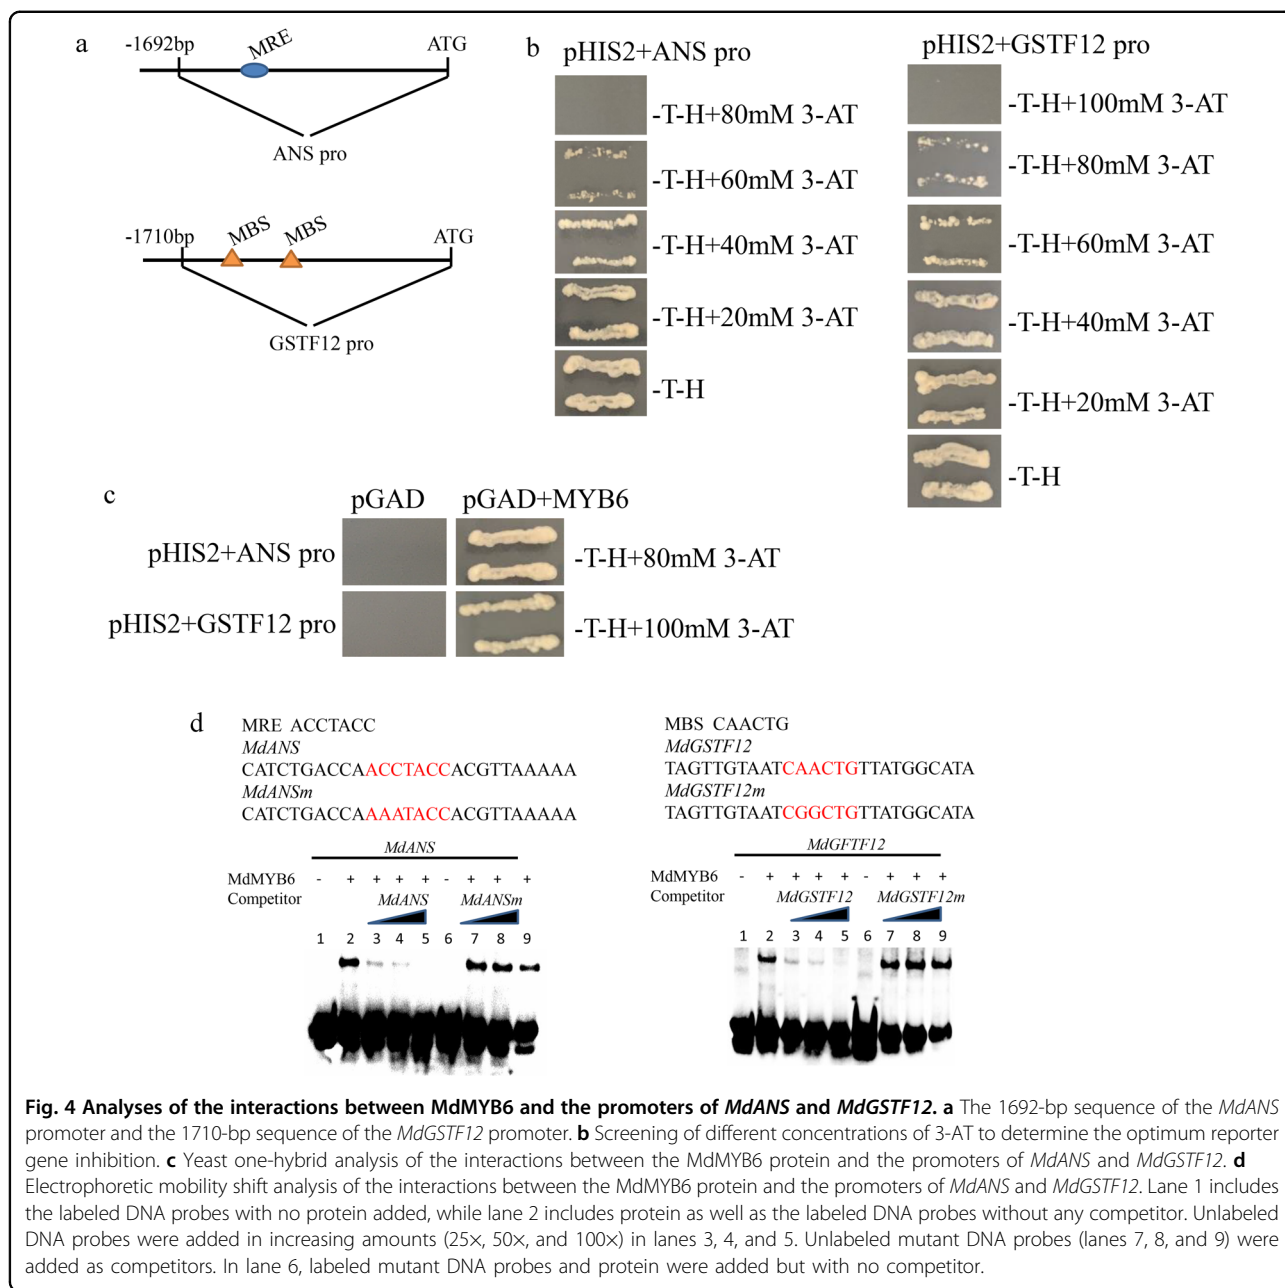 a
-1692bp
MRE
ATG
ANS pro
-1710bp
MBS
MBS
ATG
GSTF12 pro
b
pHIS2+ANS pro
-T-H+80mM 3-AT
-T-H+60mM 3-AT
-T-H+40mM 3-AT
-T-H+20mM 3-AT
-T-H
pHIS2+GSTF12 pro
-T-H+100mM 3-AT
-T-H+80mM 3-AT
-T-H+60mM 3-AT
-T-H+40mM 3-AT
-T-H+20mM 3-AT
-T-H
c
pGAD pGAD+MYB6
pHIS2+ANS pro -T-H+80mM 3-AT
pHIS2+GSTF12 pro -T-H+100mM 3-AT
d
MRE ACCTACC
MdANS
CATCTGACCAACCTACCACGTTAAAAA
MdANSm
CATCTGACCAAAATACCACGTTAAAAA
MdANS
MdMYB6 - + + + + - + + +
Competitor MdANS MdANSm
1 2 3 4 5 6 7 8 9
MBS CAACTG
MdGSTF12
TAGTTGTAATCAACTGTTATGGCATA
MdGSTF12m
TAGTTGTAATCGGCTGTTATGGCATA
MdGFTF12
MdMYB6 - + + + + - + + +
Competitor MdGSTF12 MdGSTF12m
1 2 3 4 5 6 7 8 9
Fig. 4 Analyses of the interactions between MdMYB6 and the promoters of MdANS and MdGSTF12. a The 1692-bp sequence of the MdANS
promoter and the 1710-bp sequence of the MdGSTF12 promoter. b Screening of different concentrations of 3-AT to determine the optimum reporter
gene inhibition. c Yeast one-hybrid analysis of the interactions between the MdMYB6 protein and the promoters of MdANS and MdGSTF12. d
Electrophoretic mobility shift analysis of the interactions between the MdMYB6 protein and the promoters of MdANS and MdGSTF12. Lane 1 includes
the labeled DNA probes with no protein added, while lane 2 includes protein as well as the labeled DNA probes without any competitor. Unlabeled
DNA probes were added in increasing amounts (25×, 50×, and 100×) in lanes 3, 4, and 5. Unlabeled mutant DNA probes (lanes 7, 8, and 9) were
added as competitors. In lane 6, labeled mutant DNA probes and protein were added but with no competitor.